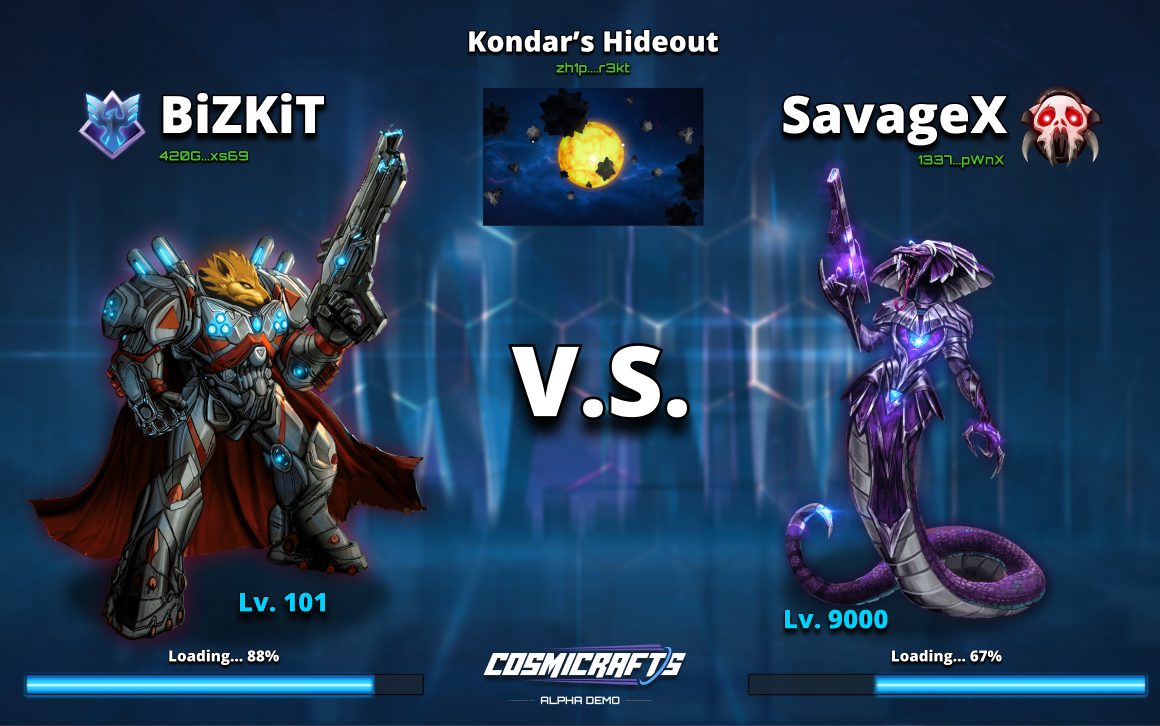 Kondar’s Hideout
zh1p....r3kt
BiZKiT
420G...xs69
SavageX
1337...pWnX
V.S.
Lv. 101
Lv. 9000
Loading... 88%
Loading... 67%
COSMICRAFTS
ALPHA DEMO